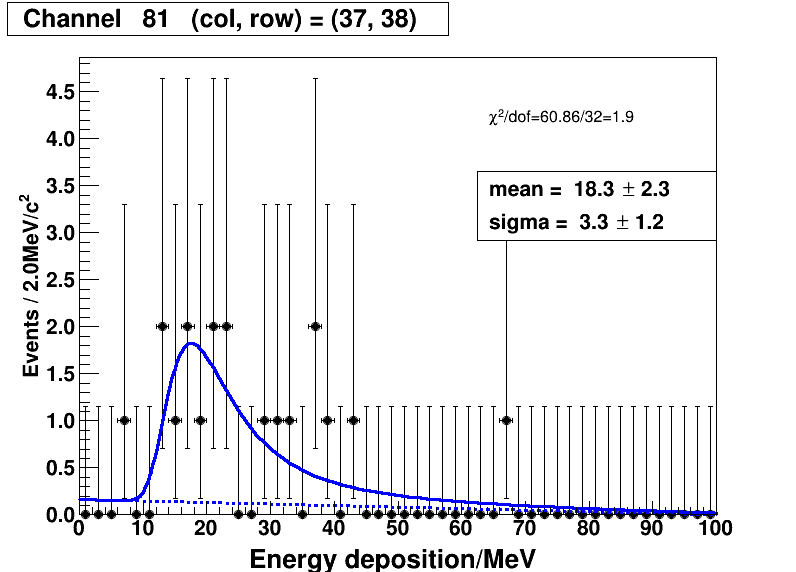 Channel 81 (col, row) = (37, 38)
χ²/dof=60.86/32=1.9
mean = 18.3 ± 2.3
sigma = 3.3 ± 1.2
Events / 2.0MeV/c²
4.5
4.0
3.5
3.0
2.5
2.0
1.5
1.0
0.5
0.0
0 10 20 30 40 50 60 70 80 90 100
Energy deposition/MeV